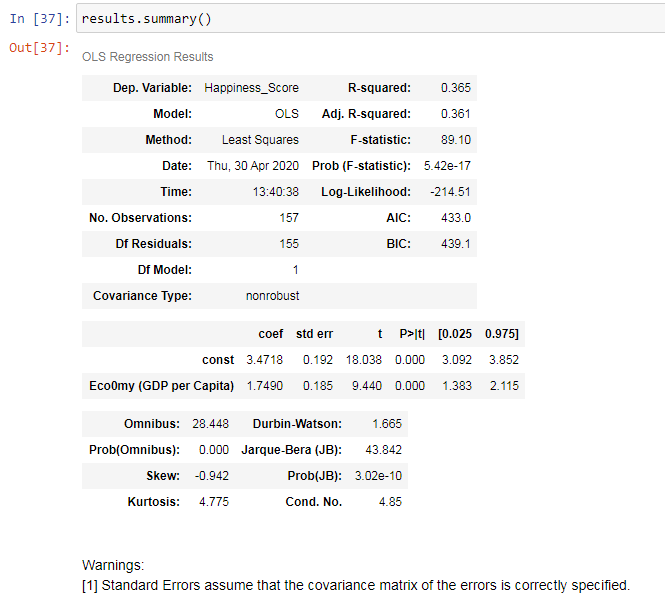 In [37]: results.summary()
Out[37]:
OLS Regression Results
Dep. Variable: Happiness_Score R-squared: 0.365
Model: OLS Adj. R-squared: 0.361
Method: Least Squares F-statistic: 89.10
Date: Thu, 30 Apr 2020 Prob (F-statistic): 5.42e-17
Time: 13:40:38 Log-Likelihood: -214.51
No. Observations: 157 AIC: 433.0
Df Residuals: 155 BIC: 439.1
Df Model: 1
Covariance Type: nonrobust
coef std err t P>|t| [0.025 0.975]
const 3.4718 0.192 18.038 0.000 3.092 3.852
Eco0my (GDP per Capita) 1.7490 0.185 9.440 0.000 1.383 2.115
Omnibus: 28.448 Durbin-Watson: 1.665
Prob(Omnibus): 0.000 Jarque-Bera (JB): 43.842
Skew: -0.942 Prob(JB): 3.02e-10
Kurtosis: 4.775 Cond. No. 4.85
Warnings:
[1] Standard Errors assume that the covariance matrix of the errors is correctly specified.